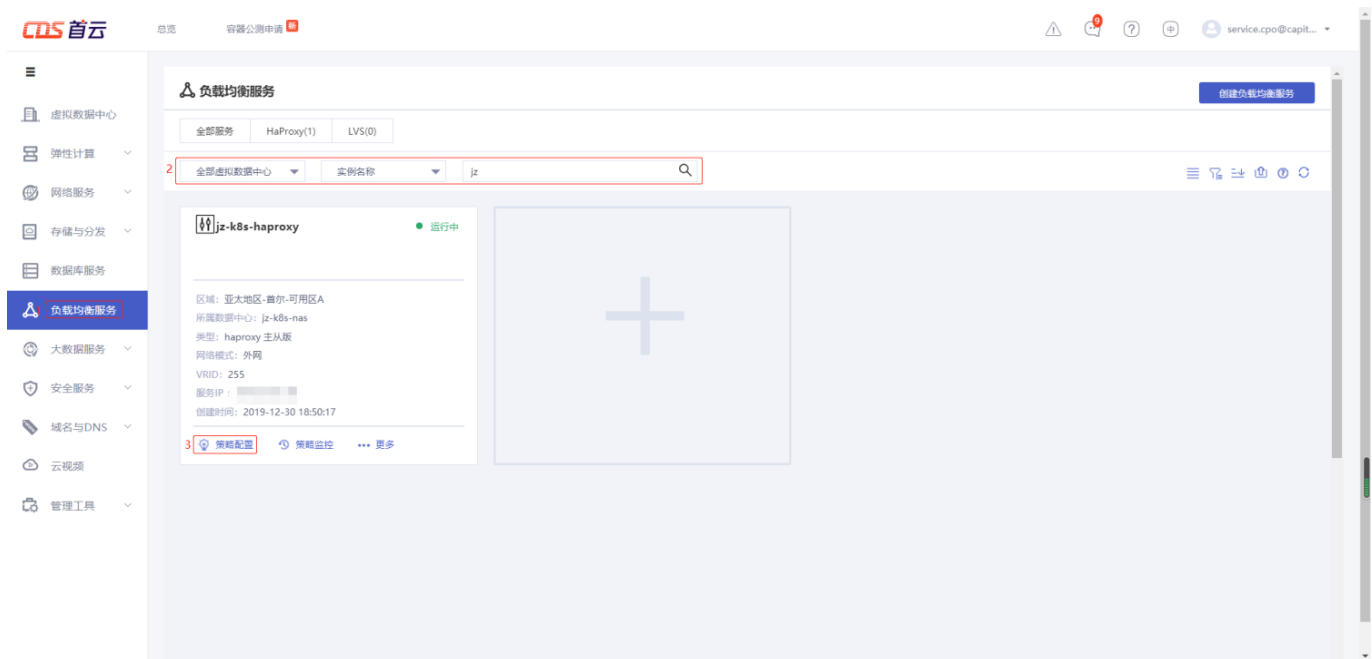 CDS 首云
总览 容器公测申请 新
9 ? 中 service.cpo@capit...
虚拟数据中心
弹性计算
网络服务
存储与分发
数据库服务
1 负载均衡服务
大数据服务
安全服务
域名与DNS
云视频
管理工具
负载均衡服务 创建负载均衡服务
全部服务 HaProxy(1) LVS(0)
2 全部虚拟数据中心 实例名称 jz
jz-k8s-haproxy 运行中
区域: 亚太地区-首尔-可用区A
所属数据中心: jz-k8s-nas
类型: haproxy 主从版
网络模式: 外网
VRID: 255
服务IP :
创建时间: 2019-12-30 18:50:17
3 策略配置 策略监控 ••• 更多